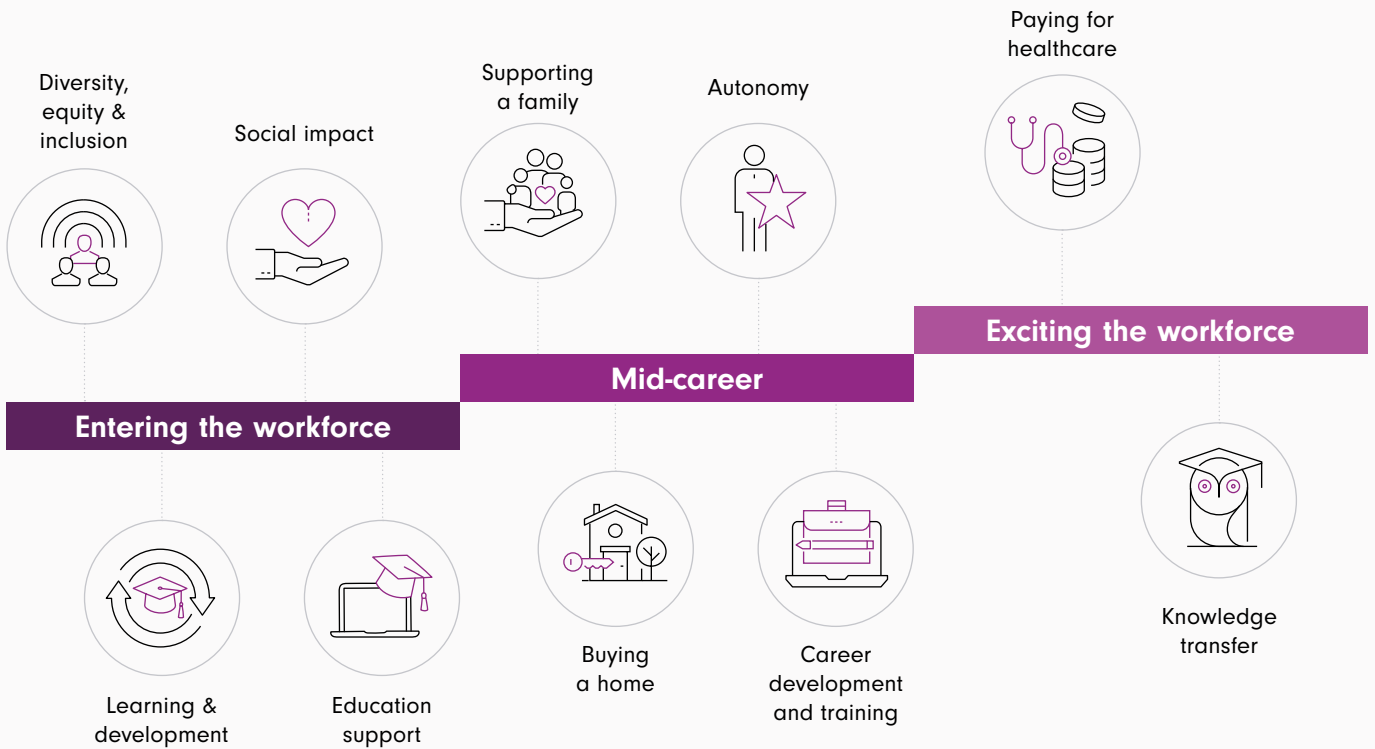 Paying for
healthcare
Diversity,
equity &
inclusion
Social impact
Supporting
a family
Autonomy
Exciting the workforce
Mid-career
Entering the workforce
Learning &
development
Education
support
Buying
a home
Career
development
and training
Knowledge
transfer